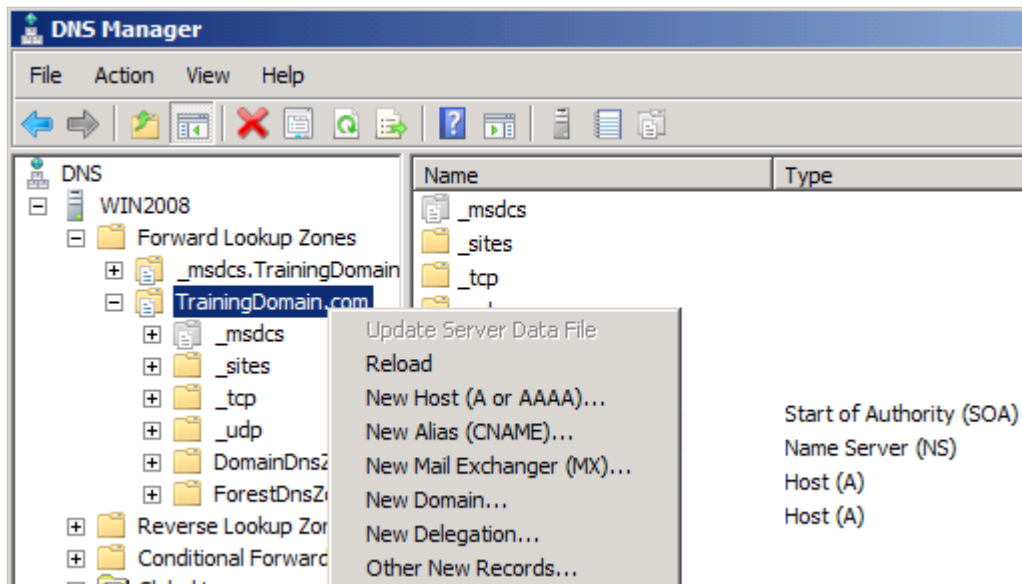 DNS Manager
File Action View Help
DNS
WIN2008
Forward Lookup Zones
_msdcs.TrainingDomain
TrainingDomain.com
_msdcs
_sites
_tcp
_udp
DomainDnsZ
ForestDnsZ
Reverse Lookup Zon
Conditional Forward
Name Type
_msdcs
_sites
_tcp
Start of Authority (SOA)
Name Server (NS)
Host (A)
Host (A)
Update Server Data File
Reload
New Host (A or AAAA)...
New Alias (CNAME)...
New Mail Exchanger (MX)...
New Domain...
New Delegation...
Other New Records...